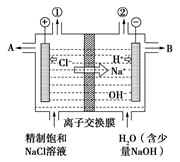 ① ②
⊖ ⊕
A B
Cl⁻ H⁺
Na⁺
OH⁻
离子交换膜
精制饱和 H₂O(含少
NaCl溶液 量NaOH)